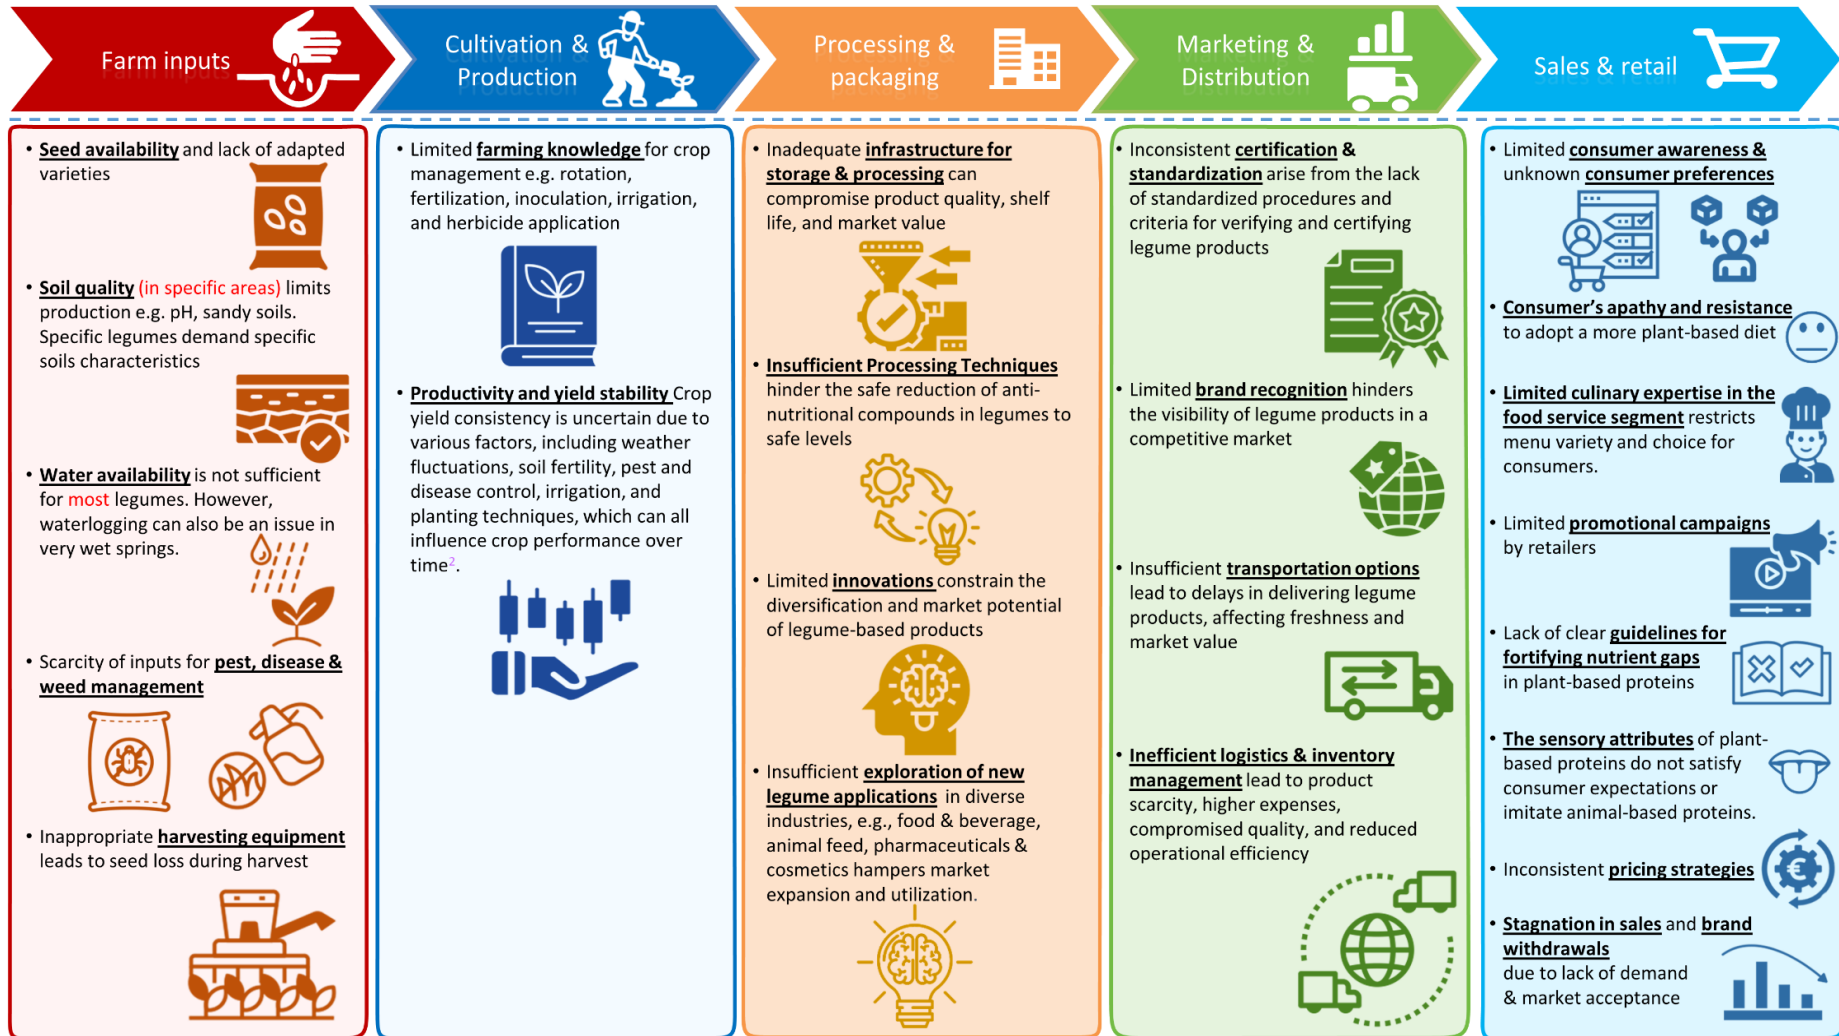 Farm inputs
Cultivation &
Production
Processing &
packaging
Marketing &
Distribution
Sales & retail
• Seed availability and lack of adapted
varieties
• Soil quality (in specific areas) limits
production e.g. pH, sandy soils.
Specific legumes demand specific
soils characteristics
• Water availability is not sufficient
for most legumes. However,
waterlogging can also be an issue in
very wet springs.
• Scarcity of inputs for pest, disease &
weed management
• Inappropriate harvesting equipment
leads to seed loss during harvest
• Limited farming knowledge for crop
management e.g. rotation,
fertilization, inoculation, irrigation,
and herbicide application
• Productivity and yield stability Crop
yield consistency is uncertain due to
various factors, including weather
fluctuations, soil fertility, pest and
disease control, irrigation, and
planting techniques, which can all
influence crop performance over
time2.
• Inadequate infrastructure for
storage & processing can
compromise product quality, shelf
life, and market value
• Insufficient Processing Techniques
hinder the safe reduction of anti-
nutritional compounds in legumes to
safe levels
• Limited innovations constrain the
diversification and market potential
of legume-based products
• Insufficient exploration of new
legume applications in diverse
industries, e.g., food & beverage,
animal feed, pharmaceuticals &
cosmetics hampers market
expansion and utilization.
• Inconsistent certification &
standardization arise from the lack
of standardized procedures and
criteria for verifying and certifying
legume products
• Limited brand recognition hinders
the visibility of legume products in a
competitive market
• Insufficient transportation options
lead to delays in delivering legume
products, affecting freshness and
market value
• Inefficient logistics & inventory
management lead to product
scarcity, higher expenses,
compromised quality, and reduced
operational efficiency
• Limited consumer awareness &
unknown consumer preferences
• Consumer's apathy and resistance
to adopt a more plant-based diet
• Limited culinary expertise in the
food service segment restricts
menu variety and choice for
consumers.
• Limited promotional campaigns
by retailers
• Lack of clear guidelines for
fortifying nutrient gaps
in plant-based proteins
• The sensory attributes of plant-
based proteins do not satisfy
consumer expectations or
imitate animal-based proteins.
• Inconsistent pricing strategies
€
• Stagnation in sales and brand
withdrawals
due to lack of demand
& market acceptance